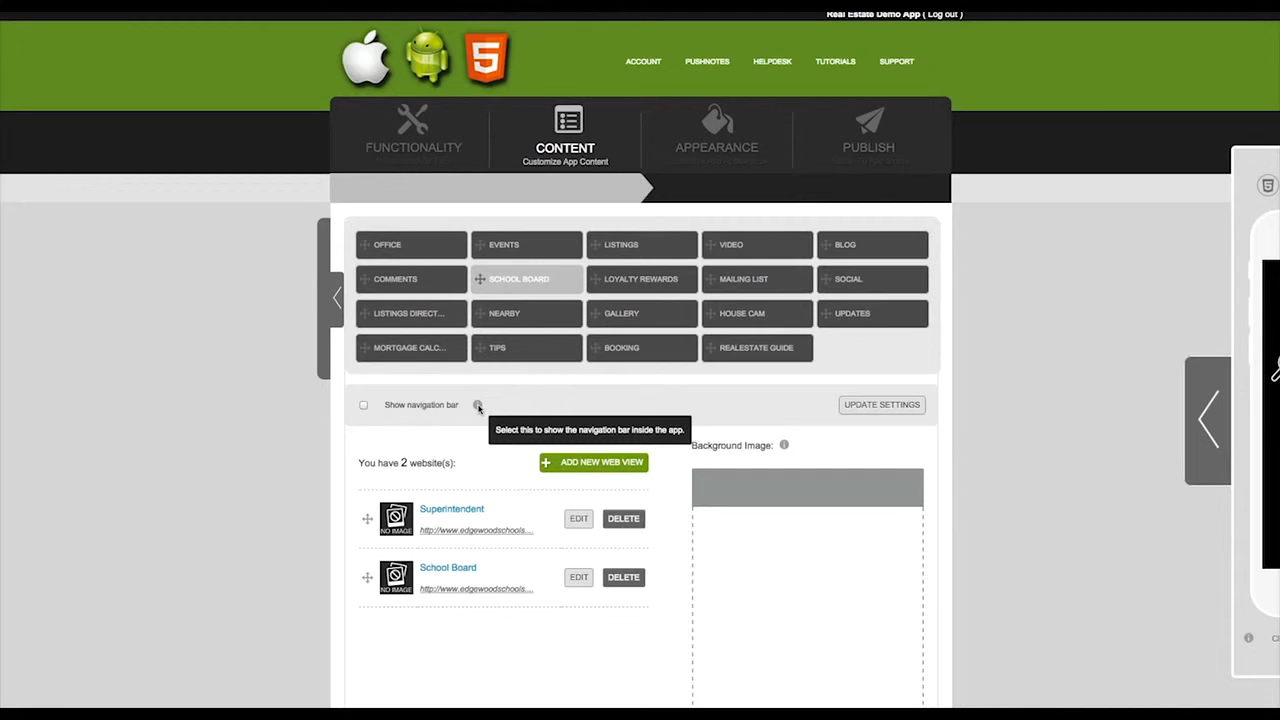 Real Estate Demo App ( Log out )
ACCOUNT PUSHNOTES HELPDESK TUTORIALS SUPPORT
FUNCTIONALITY CONTENT APPEARANCE PUBLISH
Customize App Content
OFFICE EVENTS LISTINGS VIDEO BLOG
COMMENTS SCHOOL BOARD LOYALTY REWARDS MAILING LIST SOCIAL
LISTINGS DIRECT... NEARBY GALLERY HOUSE CAM UPDATES
MORTGAGE CALC... TIPS BOOKING REALESTATE GUIDE
Show navigation bar UPDATE SETTINGS
Select this to show the navigation bar inside the app.
Background Image:
You have 2 website(s): + ADD NEW WEB VIEW
Superintendent
NO IMAGE http://www.edgewoodschools.... EDIT DELETE
School Board
NO IMAGE http://www.edgewoodschools.... EDIT DELETE